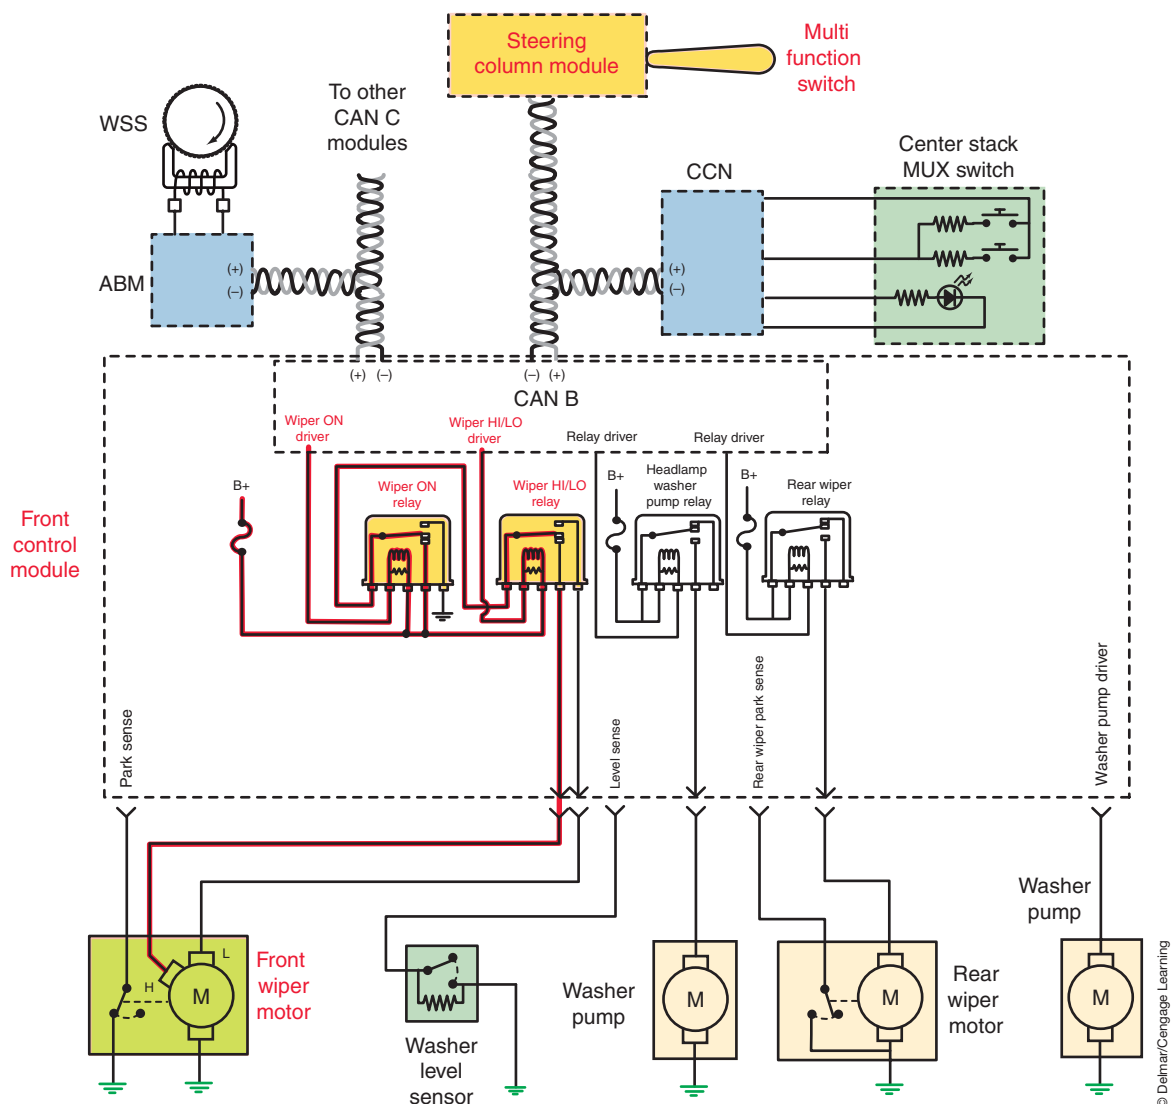 Steering
column module
Multi
function
switch
To other
CAN C
modules
WSS
Center stack
MUX switch
CCN
ABM
(+)
(–)
(+)
(–)
(+) (–)
(–) (+)
CAN B
Wiper ON
driver
Wiper HI/LO
driver
Relay driver
Relay driver
B+
Wiper ON
relay
Wiper HI/LO
relay
B+
Headlamp
washer
pump relay
B+
Rear wiper
relay
Front
control
module
Park sense
Level sense
Rear wiper park sense
Washer pump driver
L
H
M
Front
wiper
motor
Washer
level
sensor
Washer
pump
M
M
Rear
wiper
motor
Washer
pump
M
© Delmar/Cengage Learning